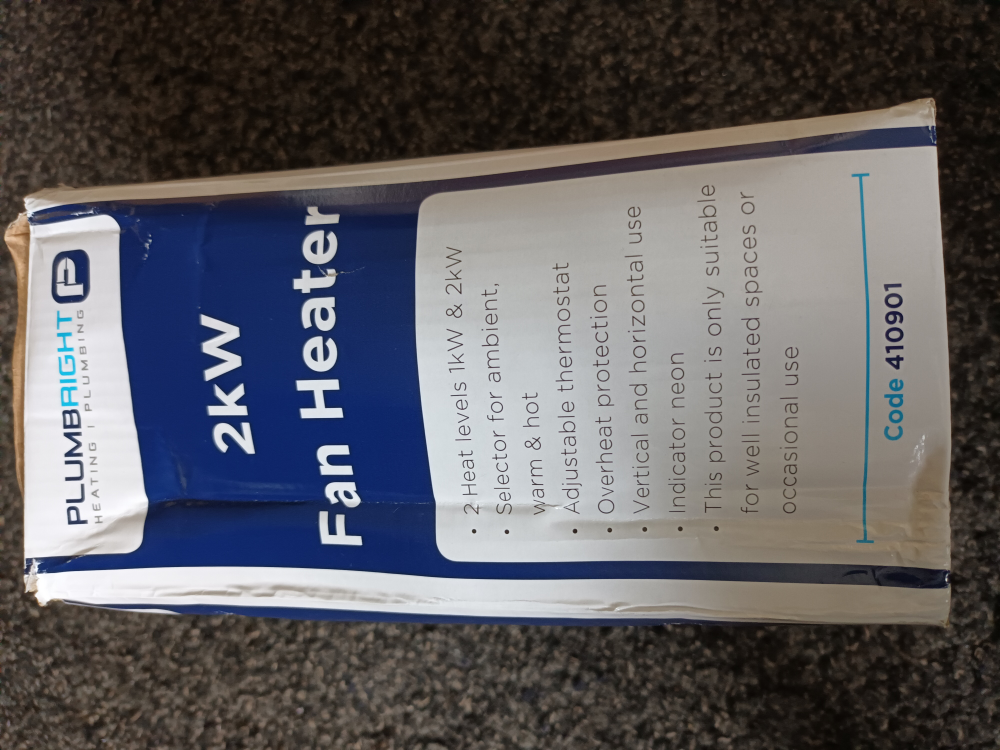 PLUMBRIGHT
HEATING | PLUMBING
2kW
Fan Heater
• 2 Heat levels 1kW & 2kW
• Selector for ambient,
warm & hot
• Adjustable thermostat
• Overheat protection
• Vertical and horizontal use
• Indicator neon
• This product is only suitable
for well insulated spaces or
occasional use
Code 410901